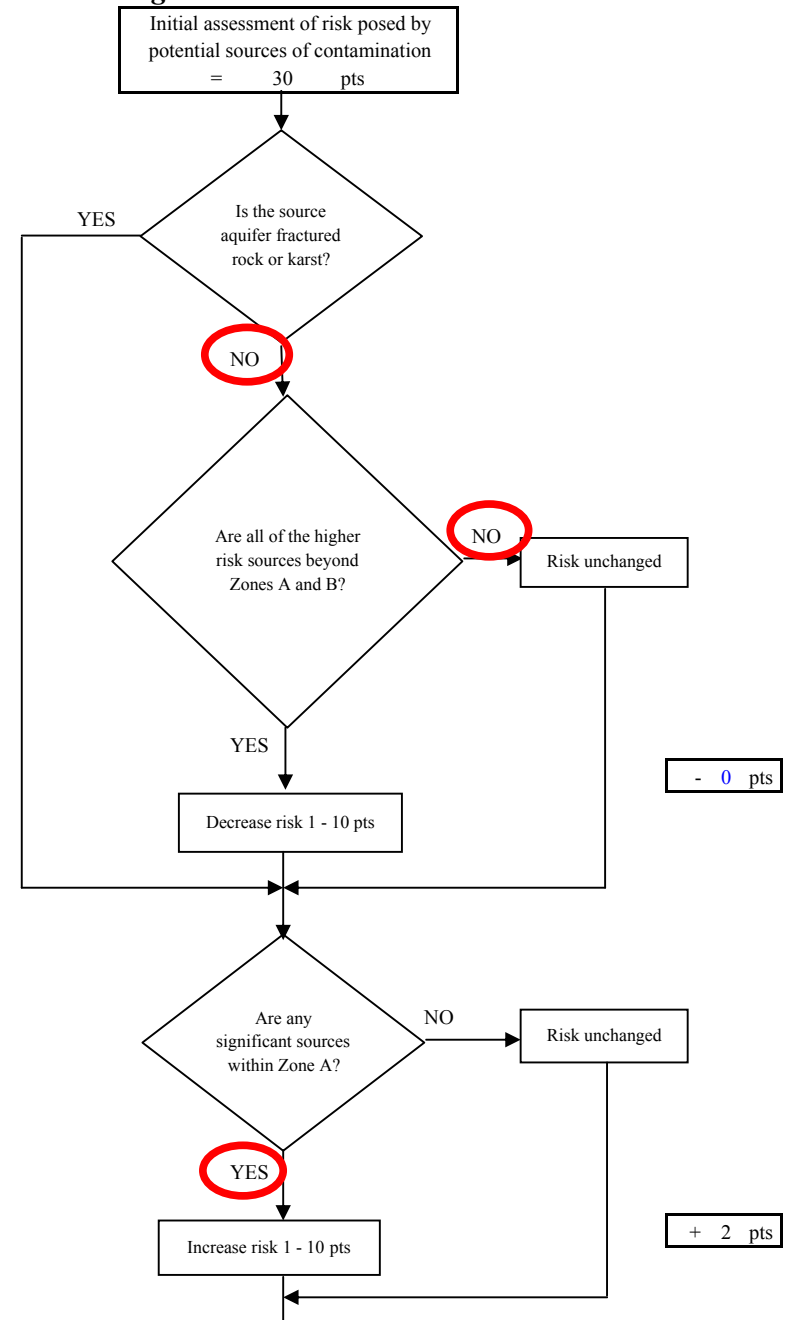 Initial assessment of risk posed by
potential sources of contamination
= 30 pts
Is the source
aquifer fractured
rock or karst?
YES
NO
Are all of the higher
risk sources beyond
Zones A and B?
NO
Risk unchanged
YES
- 0 pts
Decrease risk 1 - 10 pts
Are any
significant sources
within Zone A?
NO
Risk unchanged
YES
+ 2 pts
Increase risk 1 - 10 pts